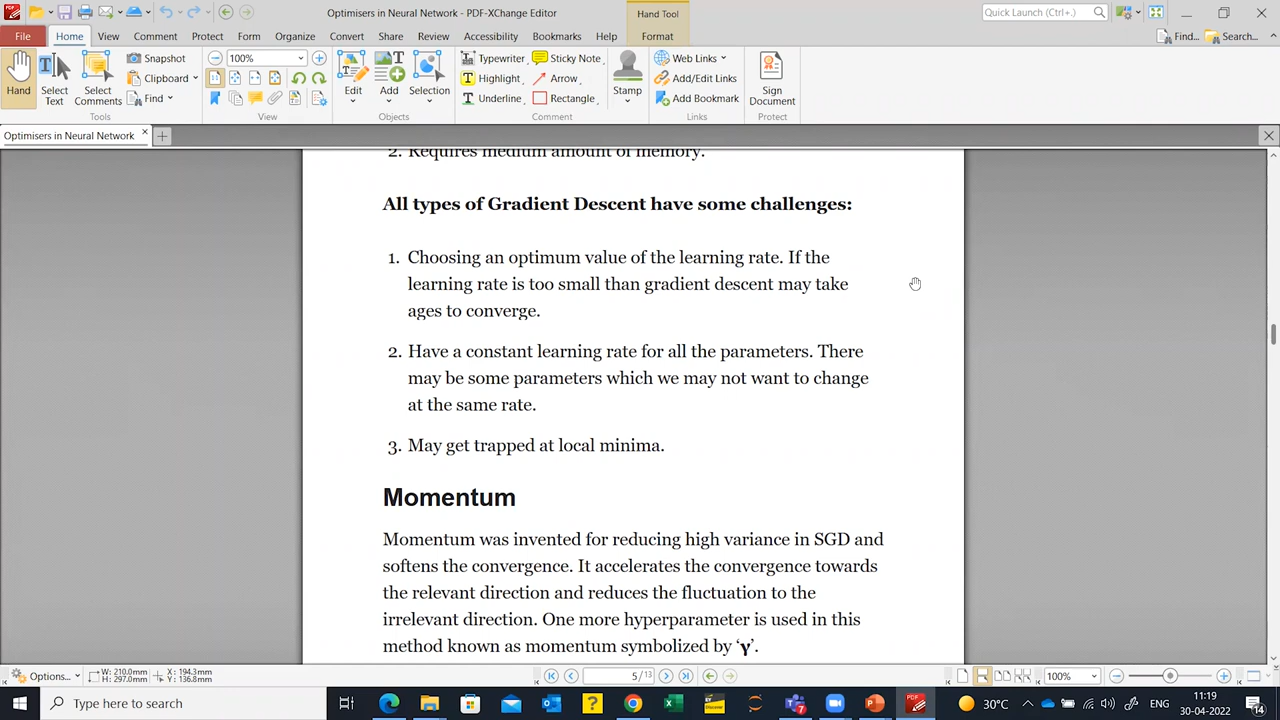 Optimisers in Neural Network - PDF-XChange Editor
Hand Tool
Quick Launch (Ctrl+.)
File Home View Comment Protect Form Organize Convert Share Review Accessibility Bookmarks Help Format
Find... Search...
Hand
Select Text
Select Comments
Snapshot
Clipboard
Find
Tools
100%
View
Edit
Add
Selection
Objects
Typewriter
Highlight
Underline
Sticky Note
Arrow
Rectangle
Stamp
Comment
Web Links
Add/Edit Links
Add Bookmark
Links
Sign Document
Protect
Optimisers in Neural Network
2. Requires medium amount of memory.
All types of Gradient Descent have some challenges:
1. Choosing an optimum value of the learning rate. If the
learning rate is too small than gradient descent may take
ages to converge.
2. Have a constant learning rate for all the parameters. There
may be some parameters which we may not want to change
at the same rate.
3. May get trapped at local minima.
Momentum
Momentum was invented for reducing high variance in SGD and
softens the convergence. It accelerates the convergence towards
the relevant direction and reduces the fluctuation to the
irrelevant direction. One more hyperparameter is used in this
method known as momentum symbolized by ‘γ’.
Options...
W: 210.0mm
H: 297.0mm
X: 194.3mm
Y: 136.8mm
5 / 13
100%
Type here to search
30°C
ENG
11:19
30-04-2022